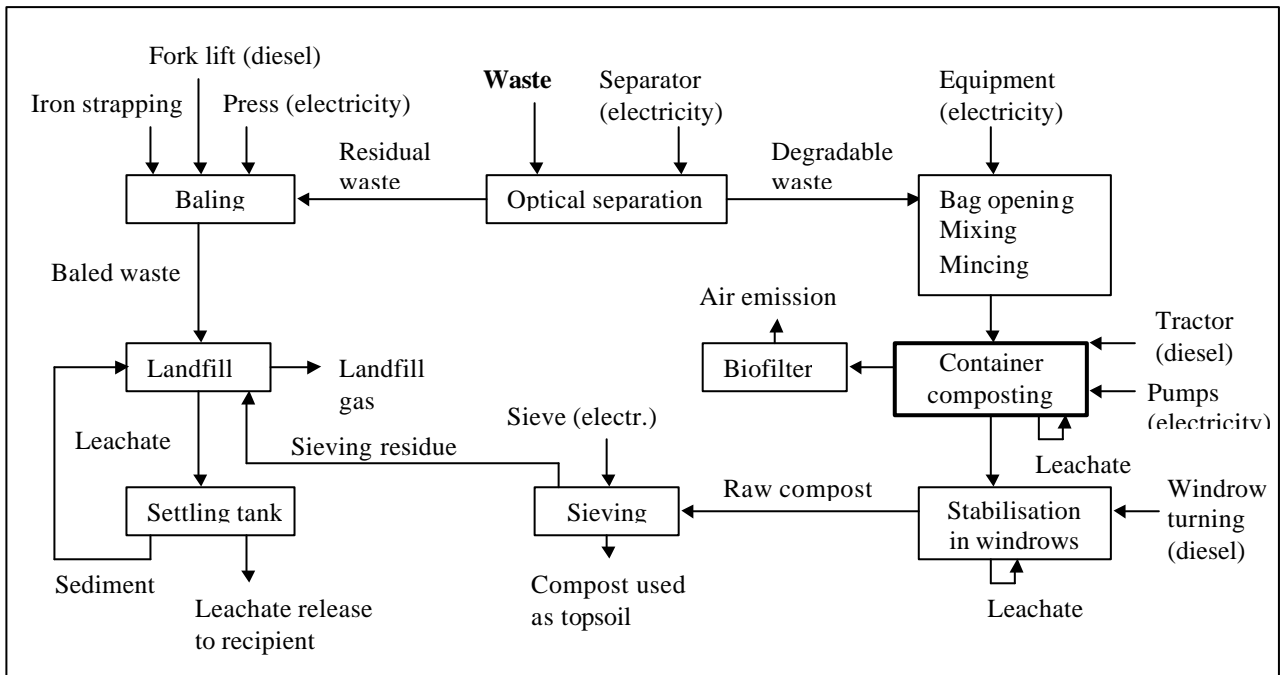 Fork lift (diesel)
Waste
Separator
(electricity)
Equipment
(electricity)
Iron strapping
Press (electricity)
Residual
waste
Degradable
waste
Baling
Optical separation
Bag opening
Mixing
Mincing
Baled waste
Air emission
Tractor
(diesel)
Landfill
Landfill
gas
Biofilter
Container
composting
Pumps
(electricity)
Leachate
Sieving residue
Sieve (electr.)
Leachate
Raw compost
Settling tank
Sieving
Stabilisation
in windrows
Windrow
turning
(diesel)
Sediment
Leachate release
to recipient
Compost used
as topsoil
Leachate